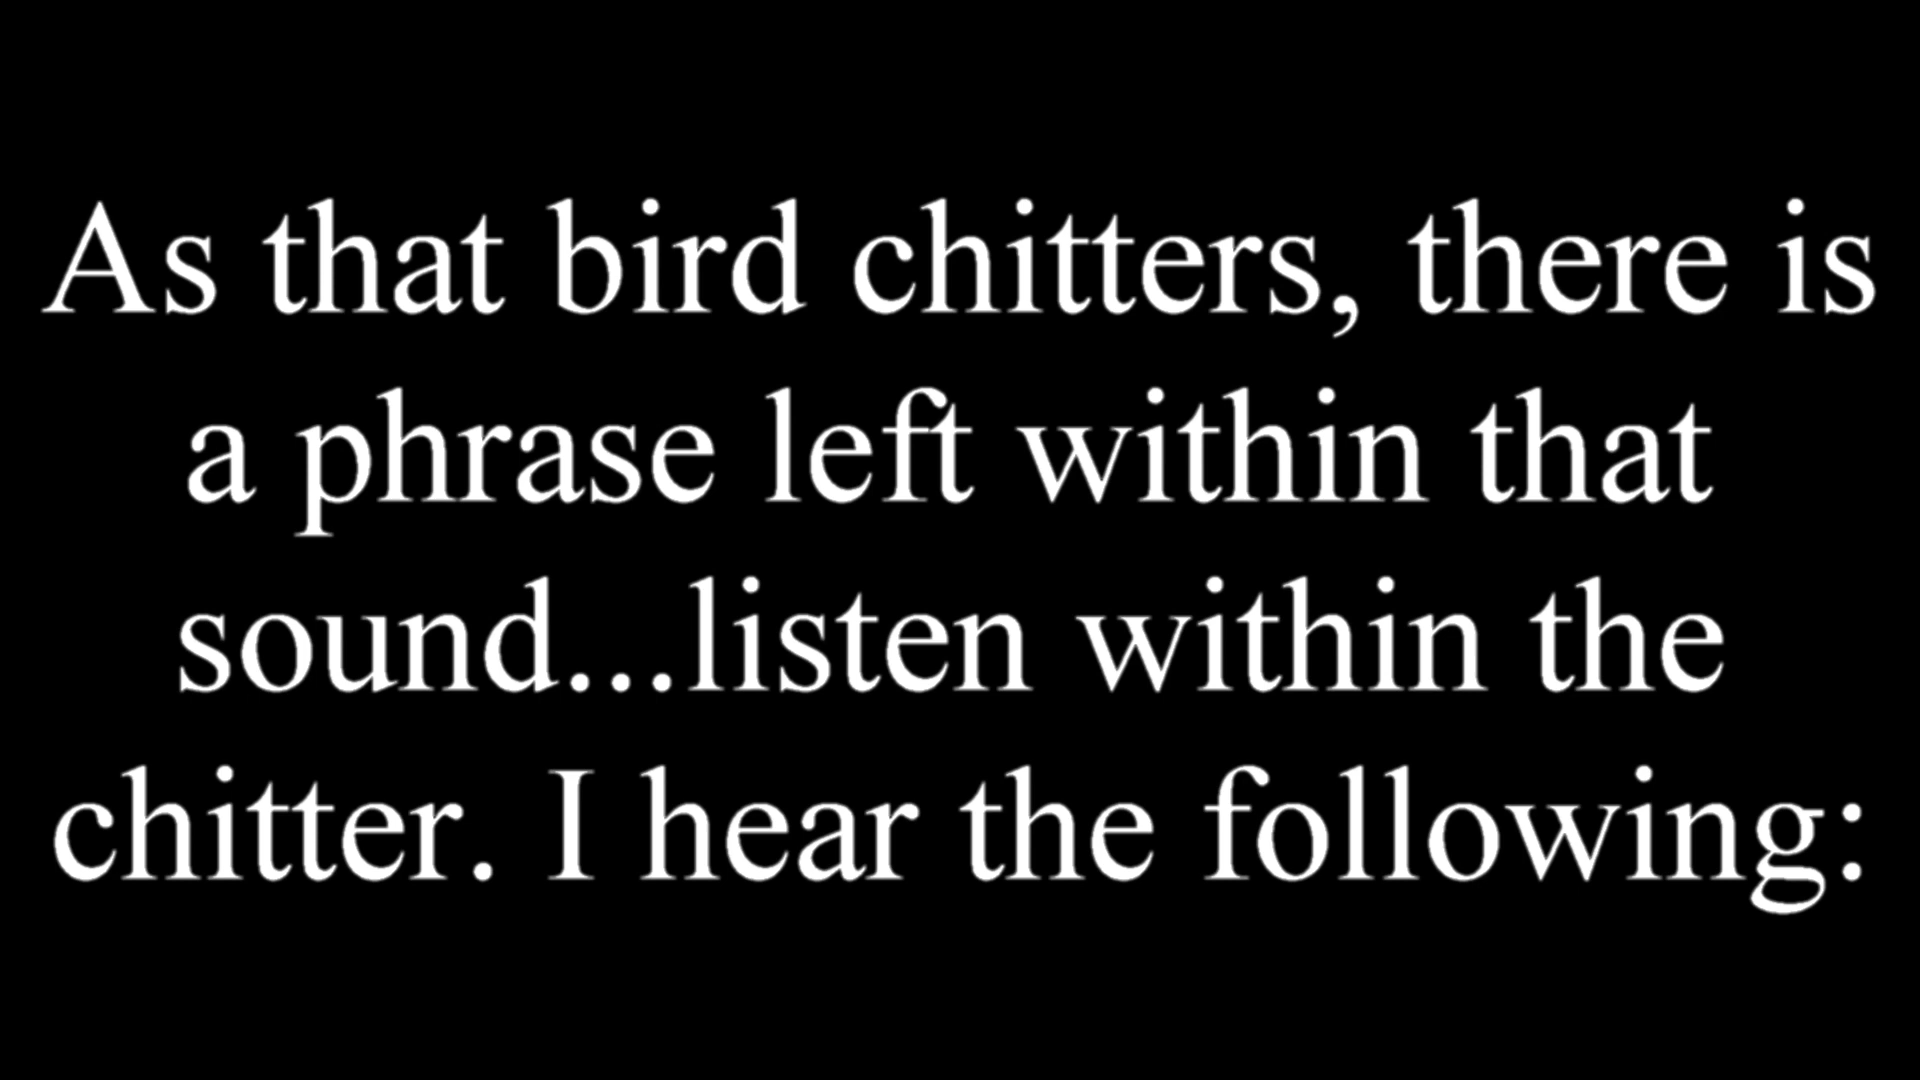 As that bird chitters, there is
a phrase left within that
sound...listen within the
chitter. I hear the following: